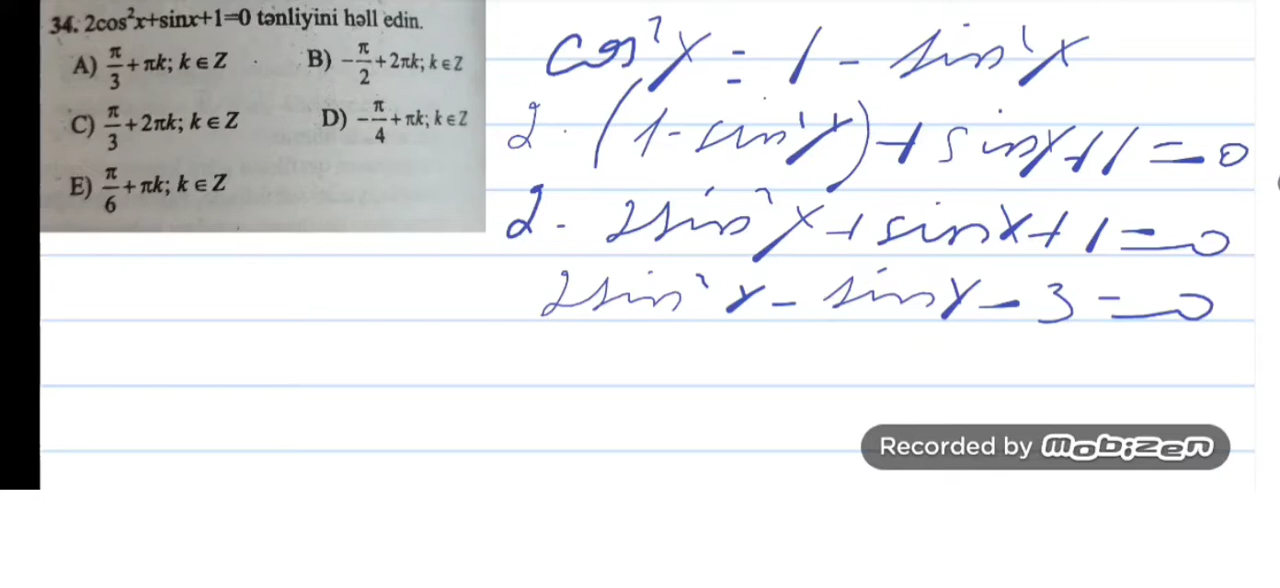 34. 2cos²x+sinx+1=0 tənliyini həll edin.
A) π/3 + πk; k ∈ Z B) -π/2 + 2πk; k ∈ Z
C) π/3 + 2πk; k ∈ Z D) -π/4 + πk; k ∈ Z
E) π/6 + πk; k ∈ Z
cos²x = 1 - sin²x
2·(1-sin²x)+sinx+1=0
2-2sin²x+sinx+1=0
2sin²x-sinx-3=0
Recorded by mobizen